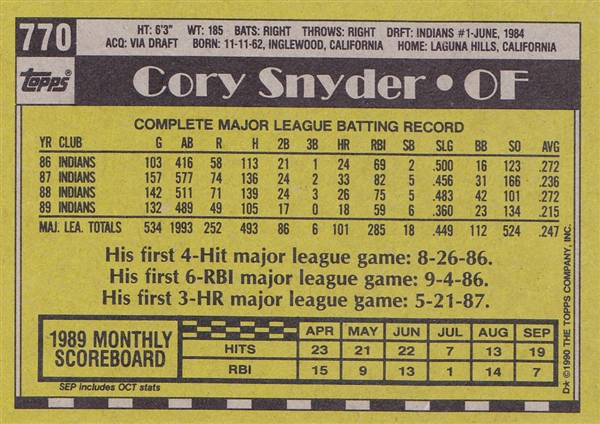 770
HT: 6'3" WT: 185 BATS: RIGHT THROWS: RIGHT DRFT: INDIANS #1-JUNE, 1984
ACQ: VIA DRAFT BORN: 11-11-62, INGLEWOOD, CALIFORNIA HOME: LAGUNA HILLS, CALIFORNIA
Topps®
Cory Snyder • OF
COMPLETE MAJOR LEAGUE BATTING RECORD
YR CLUB G AB R H 2B 3B HR RBI SB SLG BB SO AVG
86 INDIANS 103 416 58 113 21 1 24 69 2 .500 16 123 .272
87 INDIANS 157 577 74 136 24 2 33 82 5 .456 31 166 .236
88 INDIANS 142 511 71 139 24 3 26 75 5 .483 42 101 .272
89 INDIANS 132 489 49 105 17 0 18 59 6 .360 23 134 .215
MAJ. LEA. TOTALS 534 1993 252 493 86 6 101 285 18 .449 112 524 .247
His first 4-Hit major league game: 8-26-86.
His first 6-RBI major league game: 9-4-86.
His first 3-HR major league game: 5-21-87.
1989 MONTHLY SCOREBOARD
APR MAY JUN JUL AUG SEP
HITS 23 21 22 7 13 19
RBI 15 9 13 1 14 7
SEP includes OCT stats
D★ ©1990 THE TOPPS COMPANY, INC.